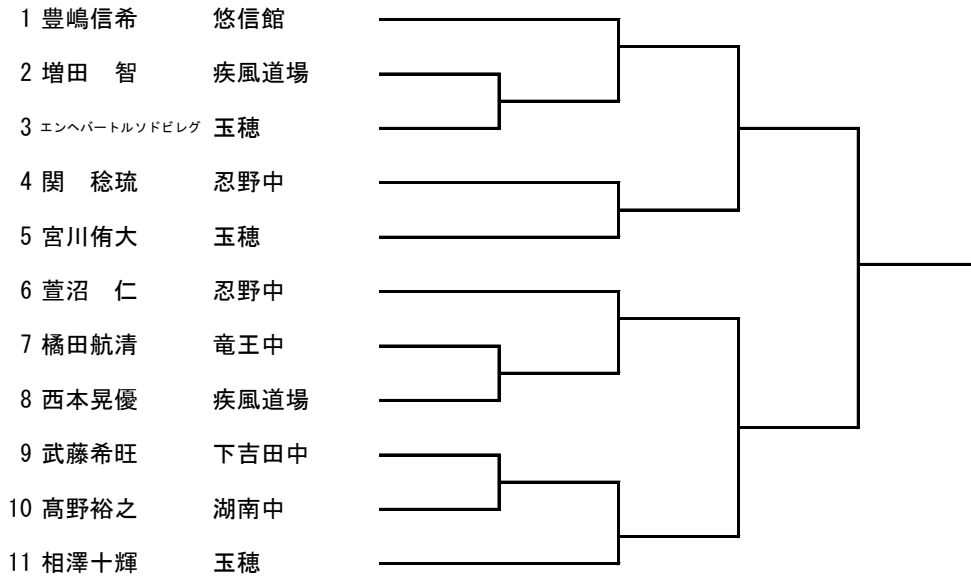 1 豊嶋信希 悠信館
2 増田　智 疾風道場
3 エンヘバートルソドビレグ 玉穂
4 関　稔琉 忍野中
5 宮川侑大 玉穂
6 萱沼　仁 忍野中
7 橘田航清 竜王中
8 西本晃優 疾風道場
9 武藤希旺 下吉田中
10 髙野裕之 湖南中
11 相澤十輝 玉穂